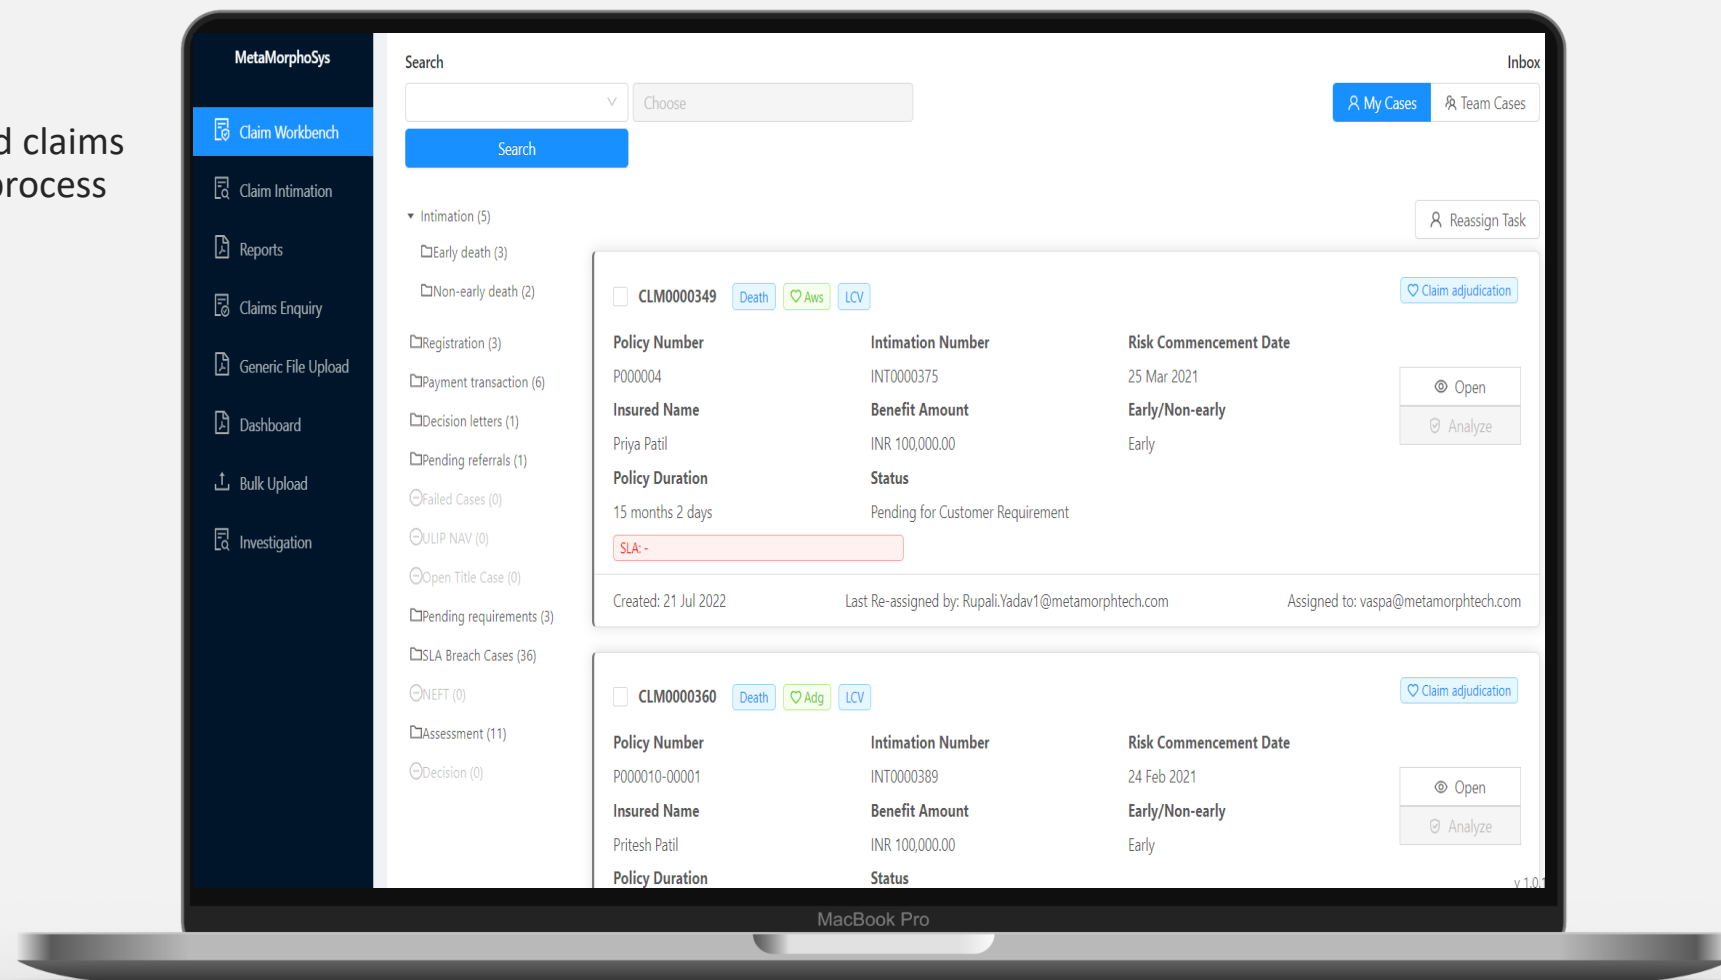 d claims
process
MetaMorphoSys
Claim Workbench
Claim Intimation
Reports
Claims Enquiry
Generic File Upload
Dashboard
Bulk Upload
Investigation
Search
Inbox
Choose
My Cases
Team Cases
Search
Intimation (5)
Early death (3)
Non-early death (2)
Registration (3)
Payment transaction (6)
Decision letters (1)
Pending referrals (1)
Failed Cases (0)
ULIP NAV (0)
Open Title Case (0)
Pending requirements (3)
SLA Breach Cases (36)
NEFT (0)
Assessment (11)
Decision (0)
Reassign Task
CLM0000349 Death Aws LCV
Claim adjudication
Policy Number Intimation Number Risk Commencement Date
P000004 INT0000375 25 Mar 2021
Open
Insured Name Benefit Amount Early/Non-early
Analyze
Priya Patil INR 100,000.00 Early
Policy Duration Status
15 months 2 days Pending for Customer Requirement
SLA: -
Created: 21 Jul 2022 Last Re-assigned by: Rupali.Yadav1@metamorphtech.com Assigned to: vaspa@metamorphtech.com
CLM0000360 Death Adg LCV
Claim adjudication
Policy Number Intimation Number Risk Commencement Date
P000010-00001 INT0000389 24 Feb 2021
Open
Insured Name Benefit Amount Early/Non-early
Analyze
Pritesh Patil INR 100,000.00 Early
Policy Duration Status
v 1.0.1
MacBook Pro